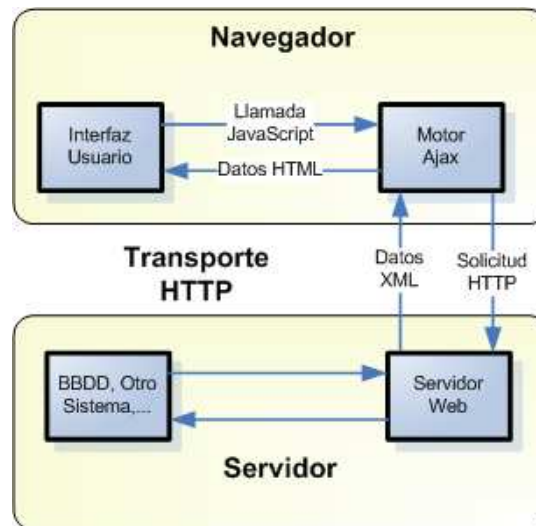 Navegador
Interfaz
Usuario
Llamada
JavaScript
Datos HTML
Motor
Ajax
Transporte
HTTP
Datos
XML
Solicitud
HTTP
BBDD, Otro
Sistema,...
Servidor
Web
Servidor